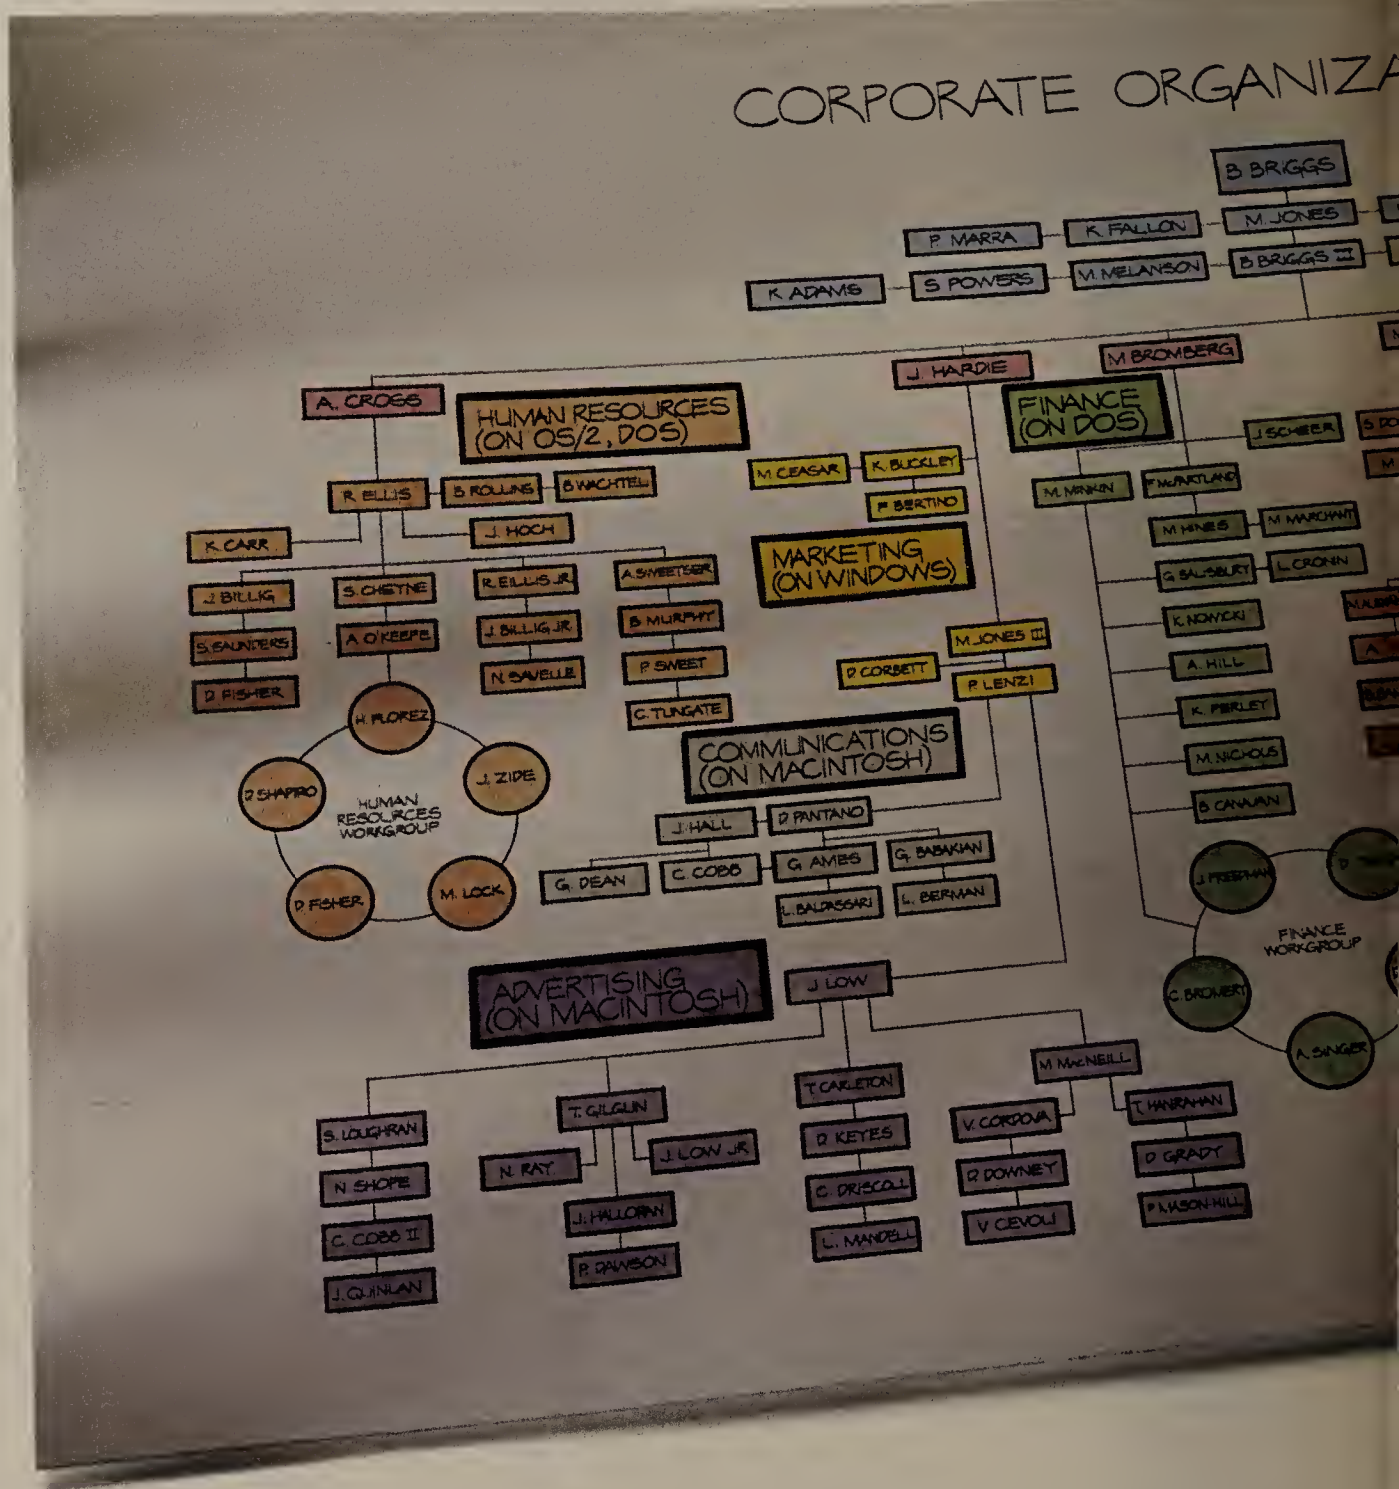 CORPORATE ORGANIZA
B. BRIGGS
P. MARRA
K. FALLON
M. JONES
K. ADAMS
S. POWERS
M. MELANSON
B. BRIGGS III
A. CROSS
J. HARDIE
M. BROMBERG
HUMAN RESOURCES
(ON OS/2, DOS)
FINANCE
(ON DOS)
J. SCHEER
R. ELLIS
B. ROLLINS
B. WACHTEL
M. CEASAR
K. BUCKLEY
M. MINKIN
F. McPARTLAND
F. BERTINO
K. CARR
J. HOCH
M. HINES
M. MARCHANT
MARKETING
(ON WINDOWS)
J. BILLIG
S. CHEYNE
R. EILLIS JR.
A. SWEETSER
G. SALISBURY
L. CRONIN
S. SAUNDERS
A. O'KEEFE
J. BILLIG JR.
B. MURPHY
K. NOWICKI
D. FISHER
N. SAVELLE
P. SWEET
M. JONES III
A. HILL
D. CORBETT
P. LENZI
C. TUNGATE
K. PERLEY
H. FLOREZ
COMMUNICATIONS
(ON MACINTOSH)
M. NICHOLS
D. SHAPIRO
J. ZIDE
HUMAN
RESOURCES
WORKGROUP
B. CANAVAN
J. HALL
D. PANTANO
D. FISHER
M. LOCK
G. DEAN
C. COBB
G. AMES
G. BABAKIAN
J. FREEDMAN
L. BALDASSARI
L. BERMAN
FINANCE
WORKGROUP
ADVERTISING
(ON MACINTOSH)
J. LOW
C. BROMERY
A. SINGER
M. MacNEILL
S. LOUGHRAN
T. GILGUN
T. CARLETON
V. CORDOVA
T. HANRAHAN
N. RAY
J. LOW JR.
D. KEYES
D. DOWNEY
D. GRADY
N. SHOPE
J. HALLORAN
C. DRISCOLL
V. CEVOLI
P. MASON-HILL
C. COBB II
P. DAWSON
L. MANDELL
J. QUINLAN